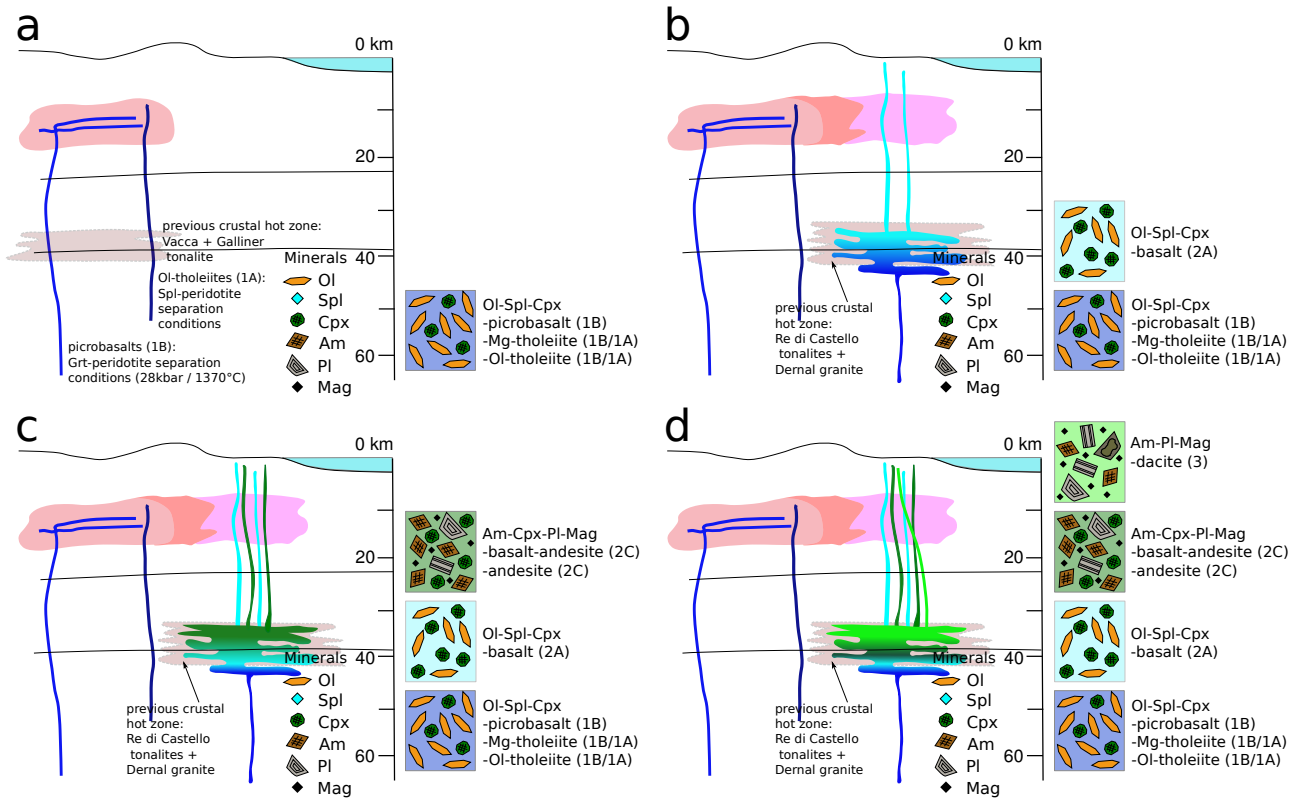 a
0 km
20
40
60
previous crustal hot zone:
Vacca + Galliner
tonalite
Ol-tholeiites (1A):
Spl-peridotite
separation
conditions
picrobasalts (1B):
Grt-peridotite separation
conditions (28kbar / 1370°C)
Minerals
Ol
Spl
Cpx
Am
Pl
Mag
Ol-Spl-Cpx
-picrobasalt (1B)
-Mg-tholeiite (1B/1A)
-Ol-tholeiite (1B/1A)
b
0 km
20
40
60
previous crustal
hot zone:
Re di Castello
tonalites +
Dernal granite
Minerals
Ol
Spl
Cpx
Am
Pl
Mag
Ol-Spl-Cpx
-basalt (2A)
Ol-Spl-Cpx
-picrobasalt (1B)
-Mg-tholeiite (1B/1A)
-Ol-tholeiite (1B/1A)
c
0 km
20
40
60
previous crustal
hot zone:
Re di Castello
tonalites +
Dernal granite
Minerals
Ol
Spl
Cpx
Am
Pl
Mag
Am-Cpx-Pl-Mag
-basalt-andesite (2C)
-andesite (2C)
Ol-Spl-Cpx
-basalt (2A)
Ol-Spl-Cpx
-picrobasalt (1B)
-Mg-tholeiite (1B/1A)
-Ol-tholeiite (1B/1A)
d
0 km
20
40
60
previous crustal
hot zone:
Re di Castello
tonalites +
Dernal granite
Minerals
Ol
Spl
Cpx
Am
Pl
Mag
Am-Pl-Mag
-dacite (3)
Am-Cpx-Pl-Mag
-basalt-andesite (2C)
-andesite (2C)
Ol-Spl-Cpx
-basalt (2A)
Ol-Spl-Cpx
-picrobasalt (1B)
-Mg-tholeiite (1B/1A)
-Ol-tholeiite (1B/1A)